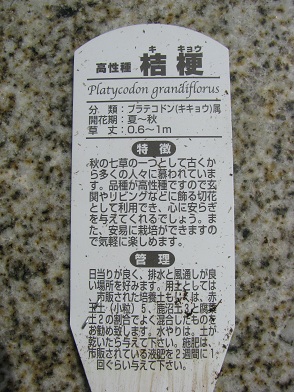 キ キョウ
高性種 桔梗
Platycodon grandiflorus
分 類：プラテコドン(キキョウ)属
開花期：夏～秋
草 丈：0.6～1m
特徴
秋の七草の一つとして古くか
ら多くの人々に慕われていま
す。品種が高性種ですので玄
関やリビングなどに飾る切花
として利用でき、心に安らぎ
を与えてくれるでしょう。ま
た、安易に栽培ができますの
で気軽に楽しめます。
管理
日当りが良く、排水と風通しが良
い場所を好みます。用土としては
市販された培養土もしくは、赤
玉土(小粒)5、鹿沼土3と腐葉
土2の割合でよく混合したものを
お勧め致します。水やりは、土が
乾いたら与えて下さい。施肥は、
市販されている液肥を2週間に1
回ぐらい与えて下さい。